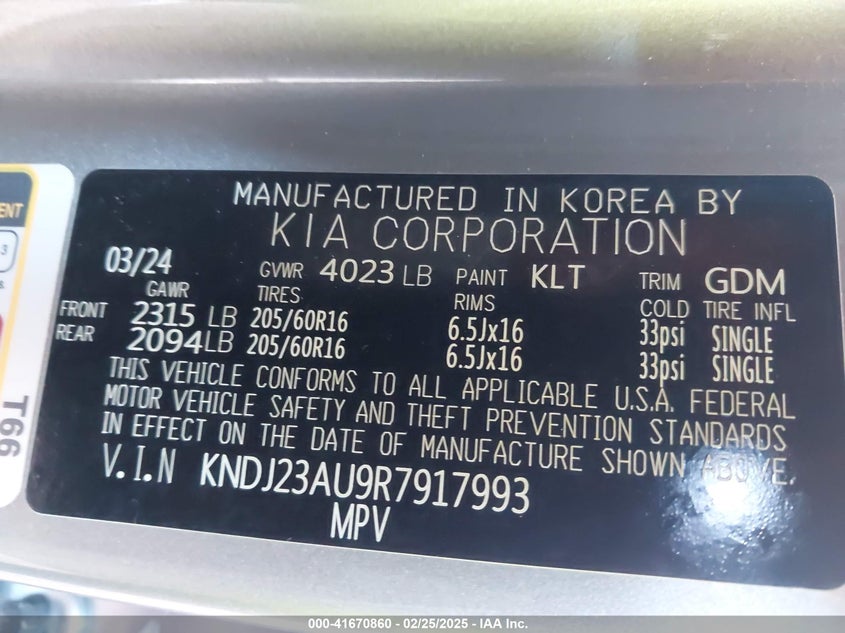 MANUFACTURED IN KOREA BY
KIA CORPORATION
03/24 GVWR 4023 LB PAINT KLT TRIM GDM
GAWR TIRES RIMS COLD TIRE INFL
FRONT 2315 LB 205/60R16 6.5Jx16 33psi SINGLE
REAR 2094LB 205/60R16 6.5Jx16 33psi SINGLE
THIS VEHICLE CONFORMS TO ALL APPLICABLE U.S.A. FEDERAL
MOTOR VEHICLE SAFETY AND THEFT PREVENTION STANDARDS
IN EFFECT ON THE DATE OF MANUFACTURE SHOWN ABOVE.
V.I.N KNDJ23AU9R7917993
MPV
3
&
T66
000-41670860 — 02/25/2025 — IAA Inc.